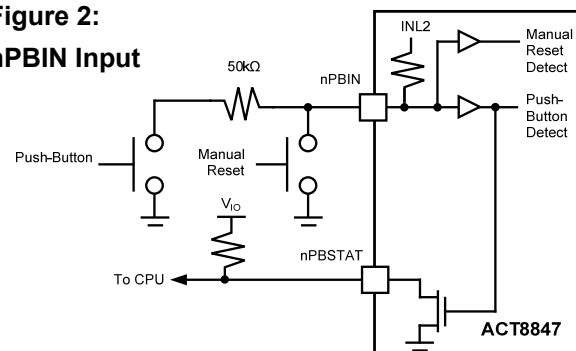 Figure 2:
nPBIN Input
INL2
Manual
Reset
Detect
50kΩ
nPBIN
Push-
Button
Detect
Push-Button
Manual
Reset
VIO
nPBSTAT
To CPU
ACT8847